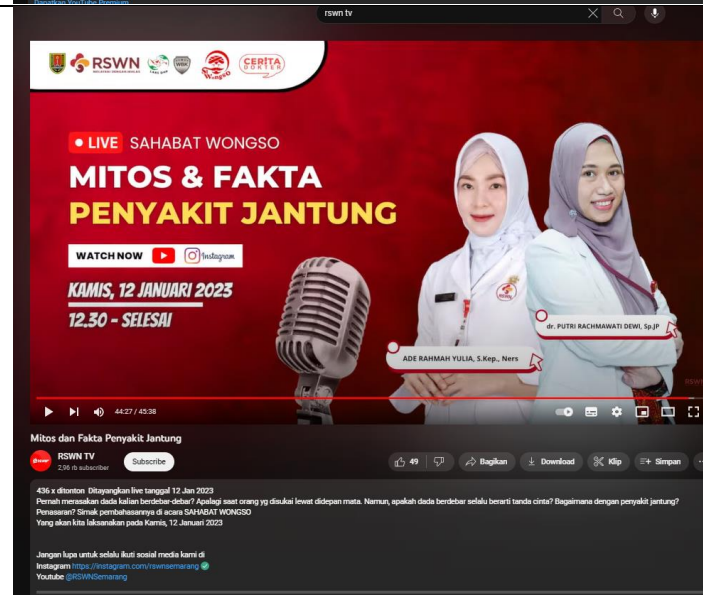 Dapatkan YouTube Premium
rswn tv
RSWN
Wongso
CERITA
DOKTER
LIVE SAHABAT WONGSO
MITOS & FAKTA
PENYAKIT JANTUNG
WATCH NOW Instagram
KAMIS, 12 JANUARI 2023
12.30 - SELESAI
dr. PUTRI RACHMAWATI DEWI, Sp.JP
ADE RAHMAH YULIA, S.Kep., Ners
RSWN
44:27 / 45:38
Mitos dan Fakta Penyakit Jantung
RSWN TV
2,96 rb subscriber
Subscribe
49 Bagikan Download Klip Simpan
436 x ditonton Ditayangkan live tanggal 12 Jan 2023
Pernah merasakan dada kalian berdebar-debar? Apalagi saat orang yg disukai lewat didepan mata. Namun, apakah dada berdebar selalu berarti tanda cinta? Bagaimana dengan penyakit jantung?
Penasaran? Simak pembahasannya di acara SAHABAT WONGSO
Yang akan kita laksanakan pada Kamis, 12 Januari 2023
Jangan lupa untuk selalu ikuti sosial media kami di
Instagram https://instagram.com/rswnsemarang
Youtube @RSWNSemarang